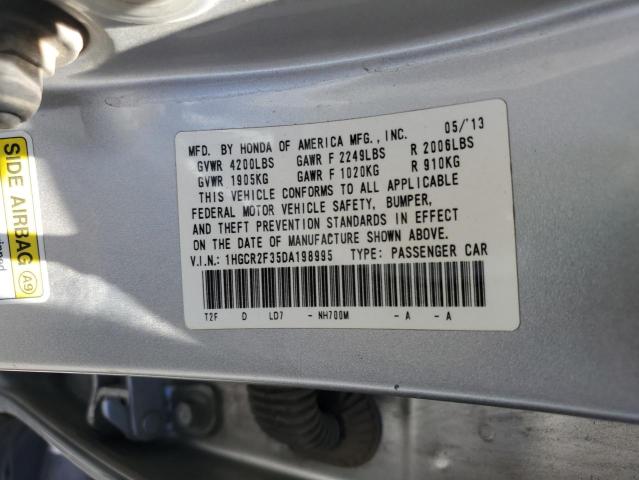 MFD. BY HONDA OF AMERICA MFG., INC. 05/'13
GVWR 4200LBS GAWR F 2249LBS R 2006LBS
GVWR 1905KG GAWR F 1020KG R 910KG
THIS VEHICLE CONFORMS TO ALL APPLICABLE
FEDERAL MOTOR VEHICLE SAFETY, BUMPER,
AND THEFT PREVENTION STANDARDS IN EFFECT
ON THE DATE OF MANUFACTURE SHOWN ABOVE.
V.I.N.: 1HGCR2F35DA198995 TYPE: PASSENGER CAR
T2F D LD7 - NH700M - A - A
SIDE AIRBAG
A9